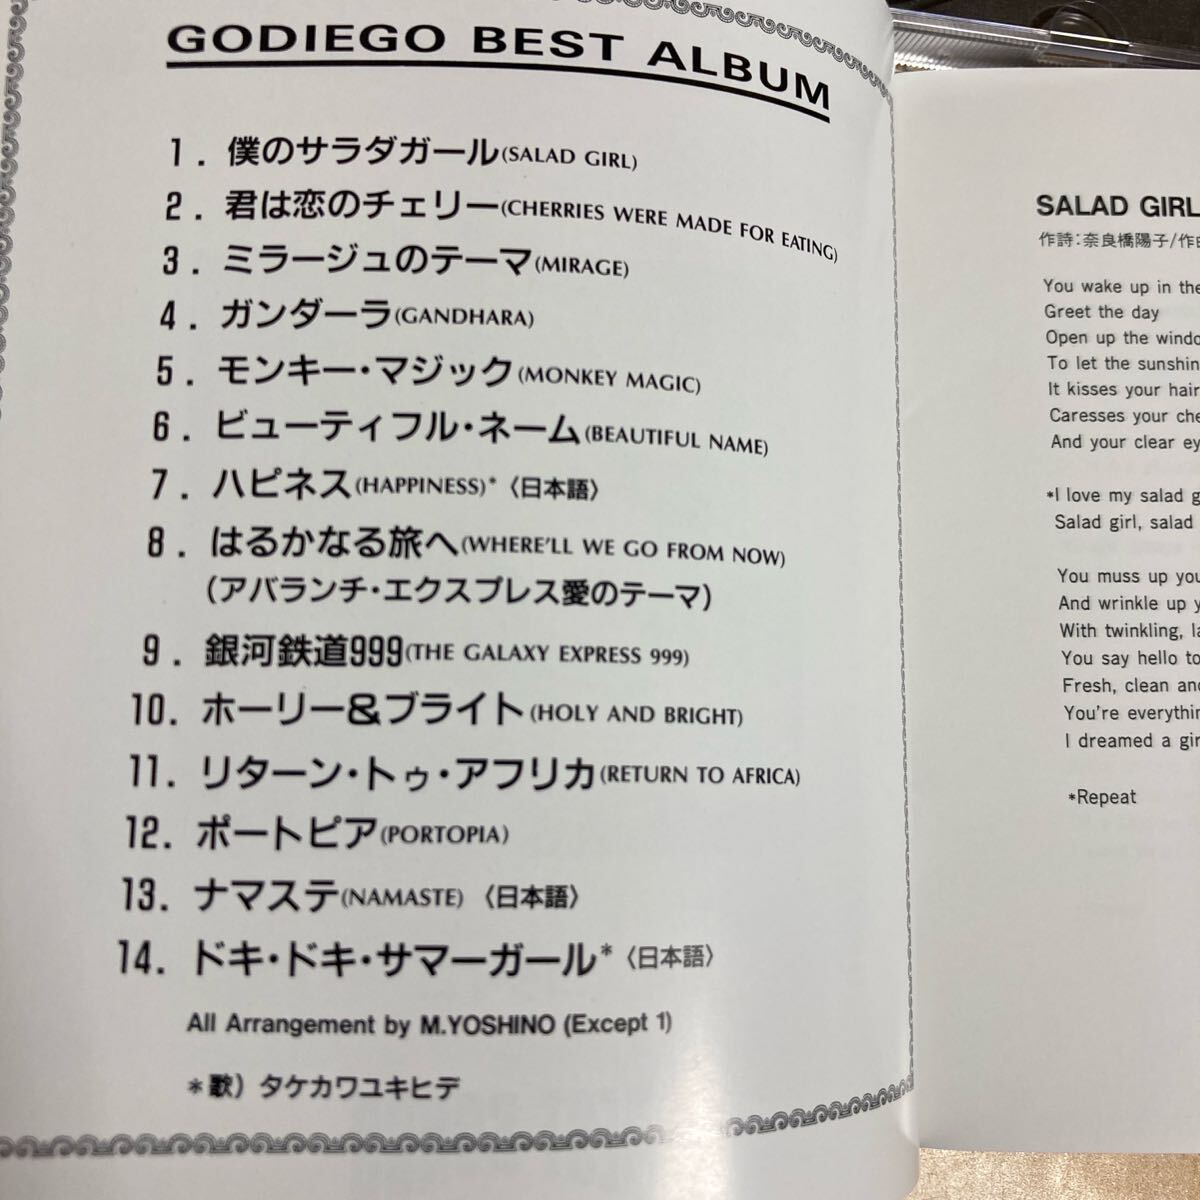 GODIEGO BEST ALBUM
1. 僕のサラダガール(SALAD GIRL)
2. 君は恋のチェリー(CHERRIES WERE MADE FOR EATING)
3. ミラージュのテーマ(MIRAGE)
4. ガンダーラ(GANDHARA)
5. モンキー・マジック(MONKEY MAGIC)
6. ビューティフル・ネーム(BEAUTIFUL NAME)
7. ハピネス(HAPPINESS)*〈日本語〉
8. はるかなる旅へ(WHERE'LL WE GO FROM NOW)
(アバランチ・エクスプレス愛のテーマ)
9. 銀河鉄道999(THE GALAXY EXPRESS 999)
10. ホーリー&ブライト(HOLY AND BRIGHT)
11. リターン・トゥ・アフリカ(RETURN TO AFRICA)
12. ポートピア(PORTOPIA)
13. ナマステ(NAMASTE)〈日本語〉
14. ドキ・ドキ・サマーガール*〈日本語〉
All Arrangement by M.YOSHINO (Except 1)
*歌)タケカワユキヒデ
SALAD GIRL
作詩:奈良橋陽子/作
You wake up in the
Greet the day
Open up the
To let the
It kisses your hair
Caresses your
And your clear
*I love my salad
Salad girl, salad
You muss up
And wrinkle up
With twinkling,
You say hello to
Fresh, clean
You're
I dreamed a
*Repeat